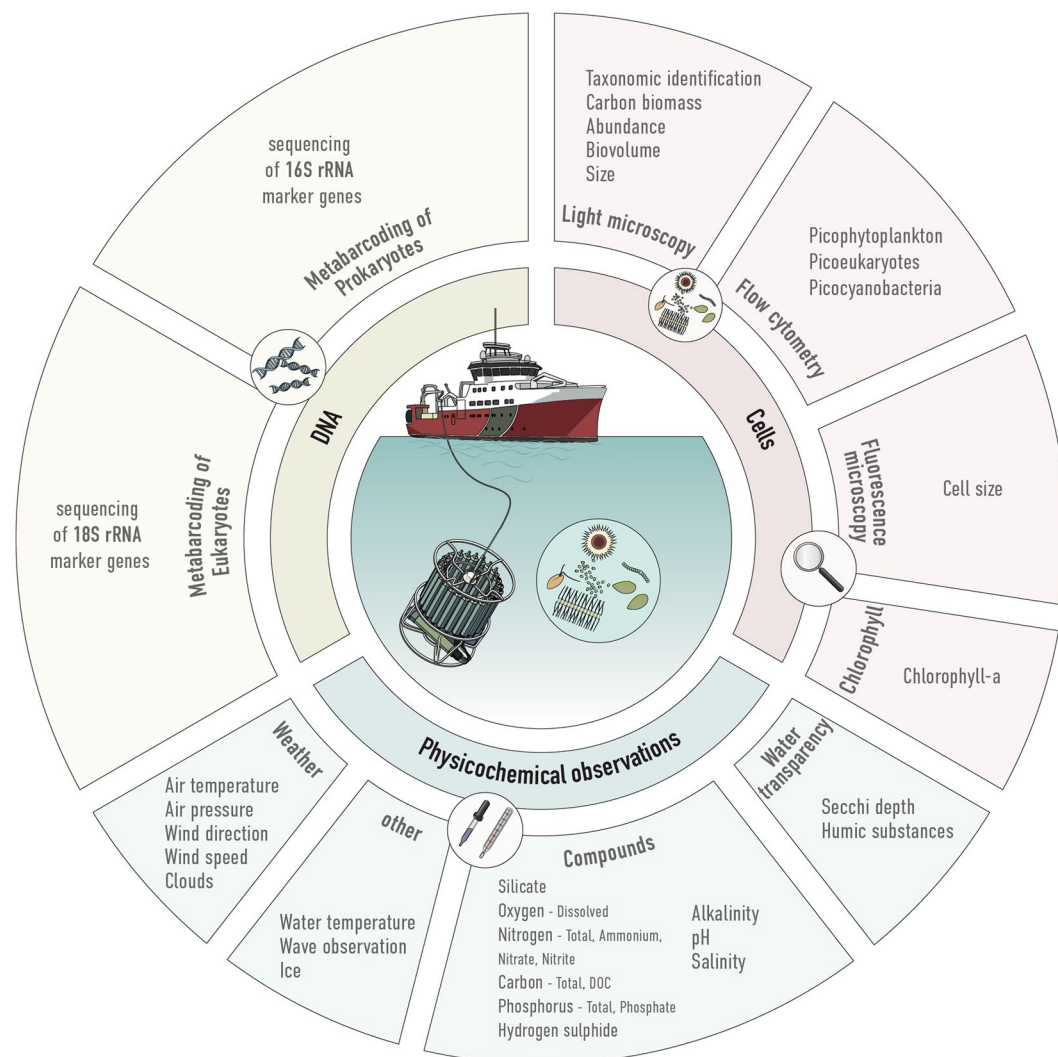 sequencing
of 16S rRNA
marker genes
Metabarcoding of
Prokaryotes
Taxonomic identification
Carbon biomass
Abundance
Biovolume
Size
Light microscopy
Picophytoplankton
Picoeukaryotes
Picocyanobacteria
Flow cytometry
Cell size
Fluorescence
microscopy
Chlorophyll-a
Chlorophyll
Cells
DNA
sequencing
of 18S rRNA
marker genes
Metabarcoding of
Eukaryotes
Physicochemical observations
Weather
Air temperature
Air pressure
Wind direction
Wind speed
Clouds
other
Water temperature
Wave observation
Ice
Compounds
Silicate
Oxygen - Dissolved
Nitrogen - Total, Ammonium,
Nitrate, Nitrite
Carbon - Total, DOC
Phosphorus - Total, Phosphate
Hydrogen sulphide
Alkalinity
pH
Salinity
Water
transparency
Secchi depth
Humic substances